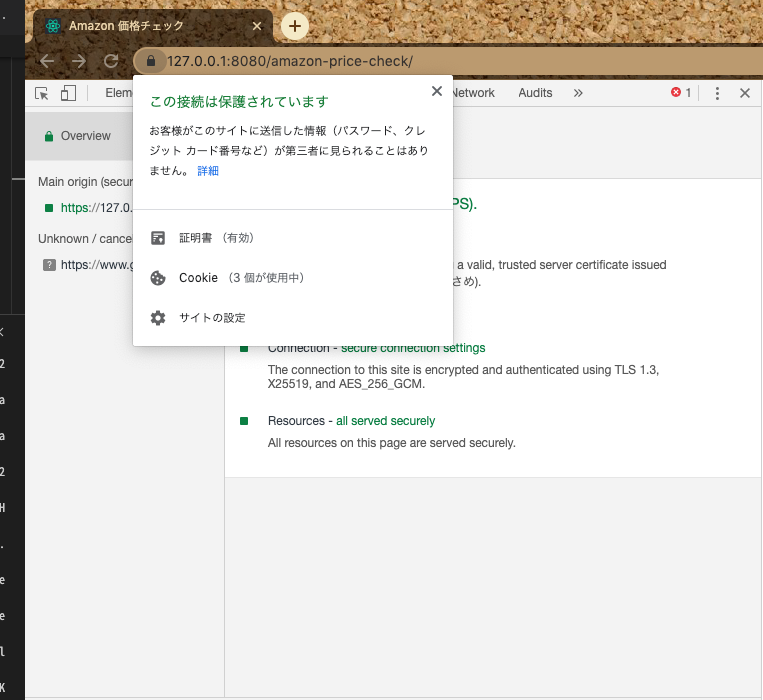 Amazon 価格チェック
127.0.0.1:8080/amazon-price-check/
Elem
Network
Audits
1
この接続は保護されています
お客様がこのサイトに送信した情報（パスワード、クレ
ジット カード番号など）が第三者に見られることはあり
ません。 詳細
証明書 （有効）
Cookie （3 個が使用中）
サイトの設定
Overview
Main origin (secur
https://127.0.
Unknown / cancel
https://www.g
PS).
a valid, trusted server certificate issued
さめ).
Connection - secure connection settings
The connection to this site is encrypted and authenticated using TLS 1.3,
X25519, and AES_256_GCM.
Resources - all served securely
All resources on this page are served securely.
2
a
a
2
H
.
e
e
l
K